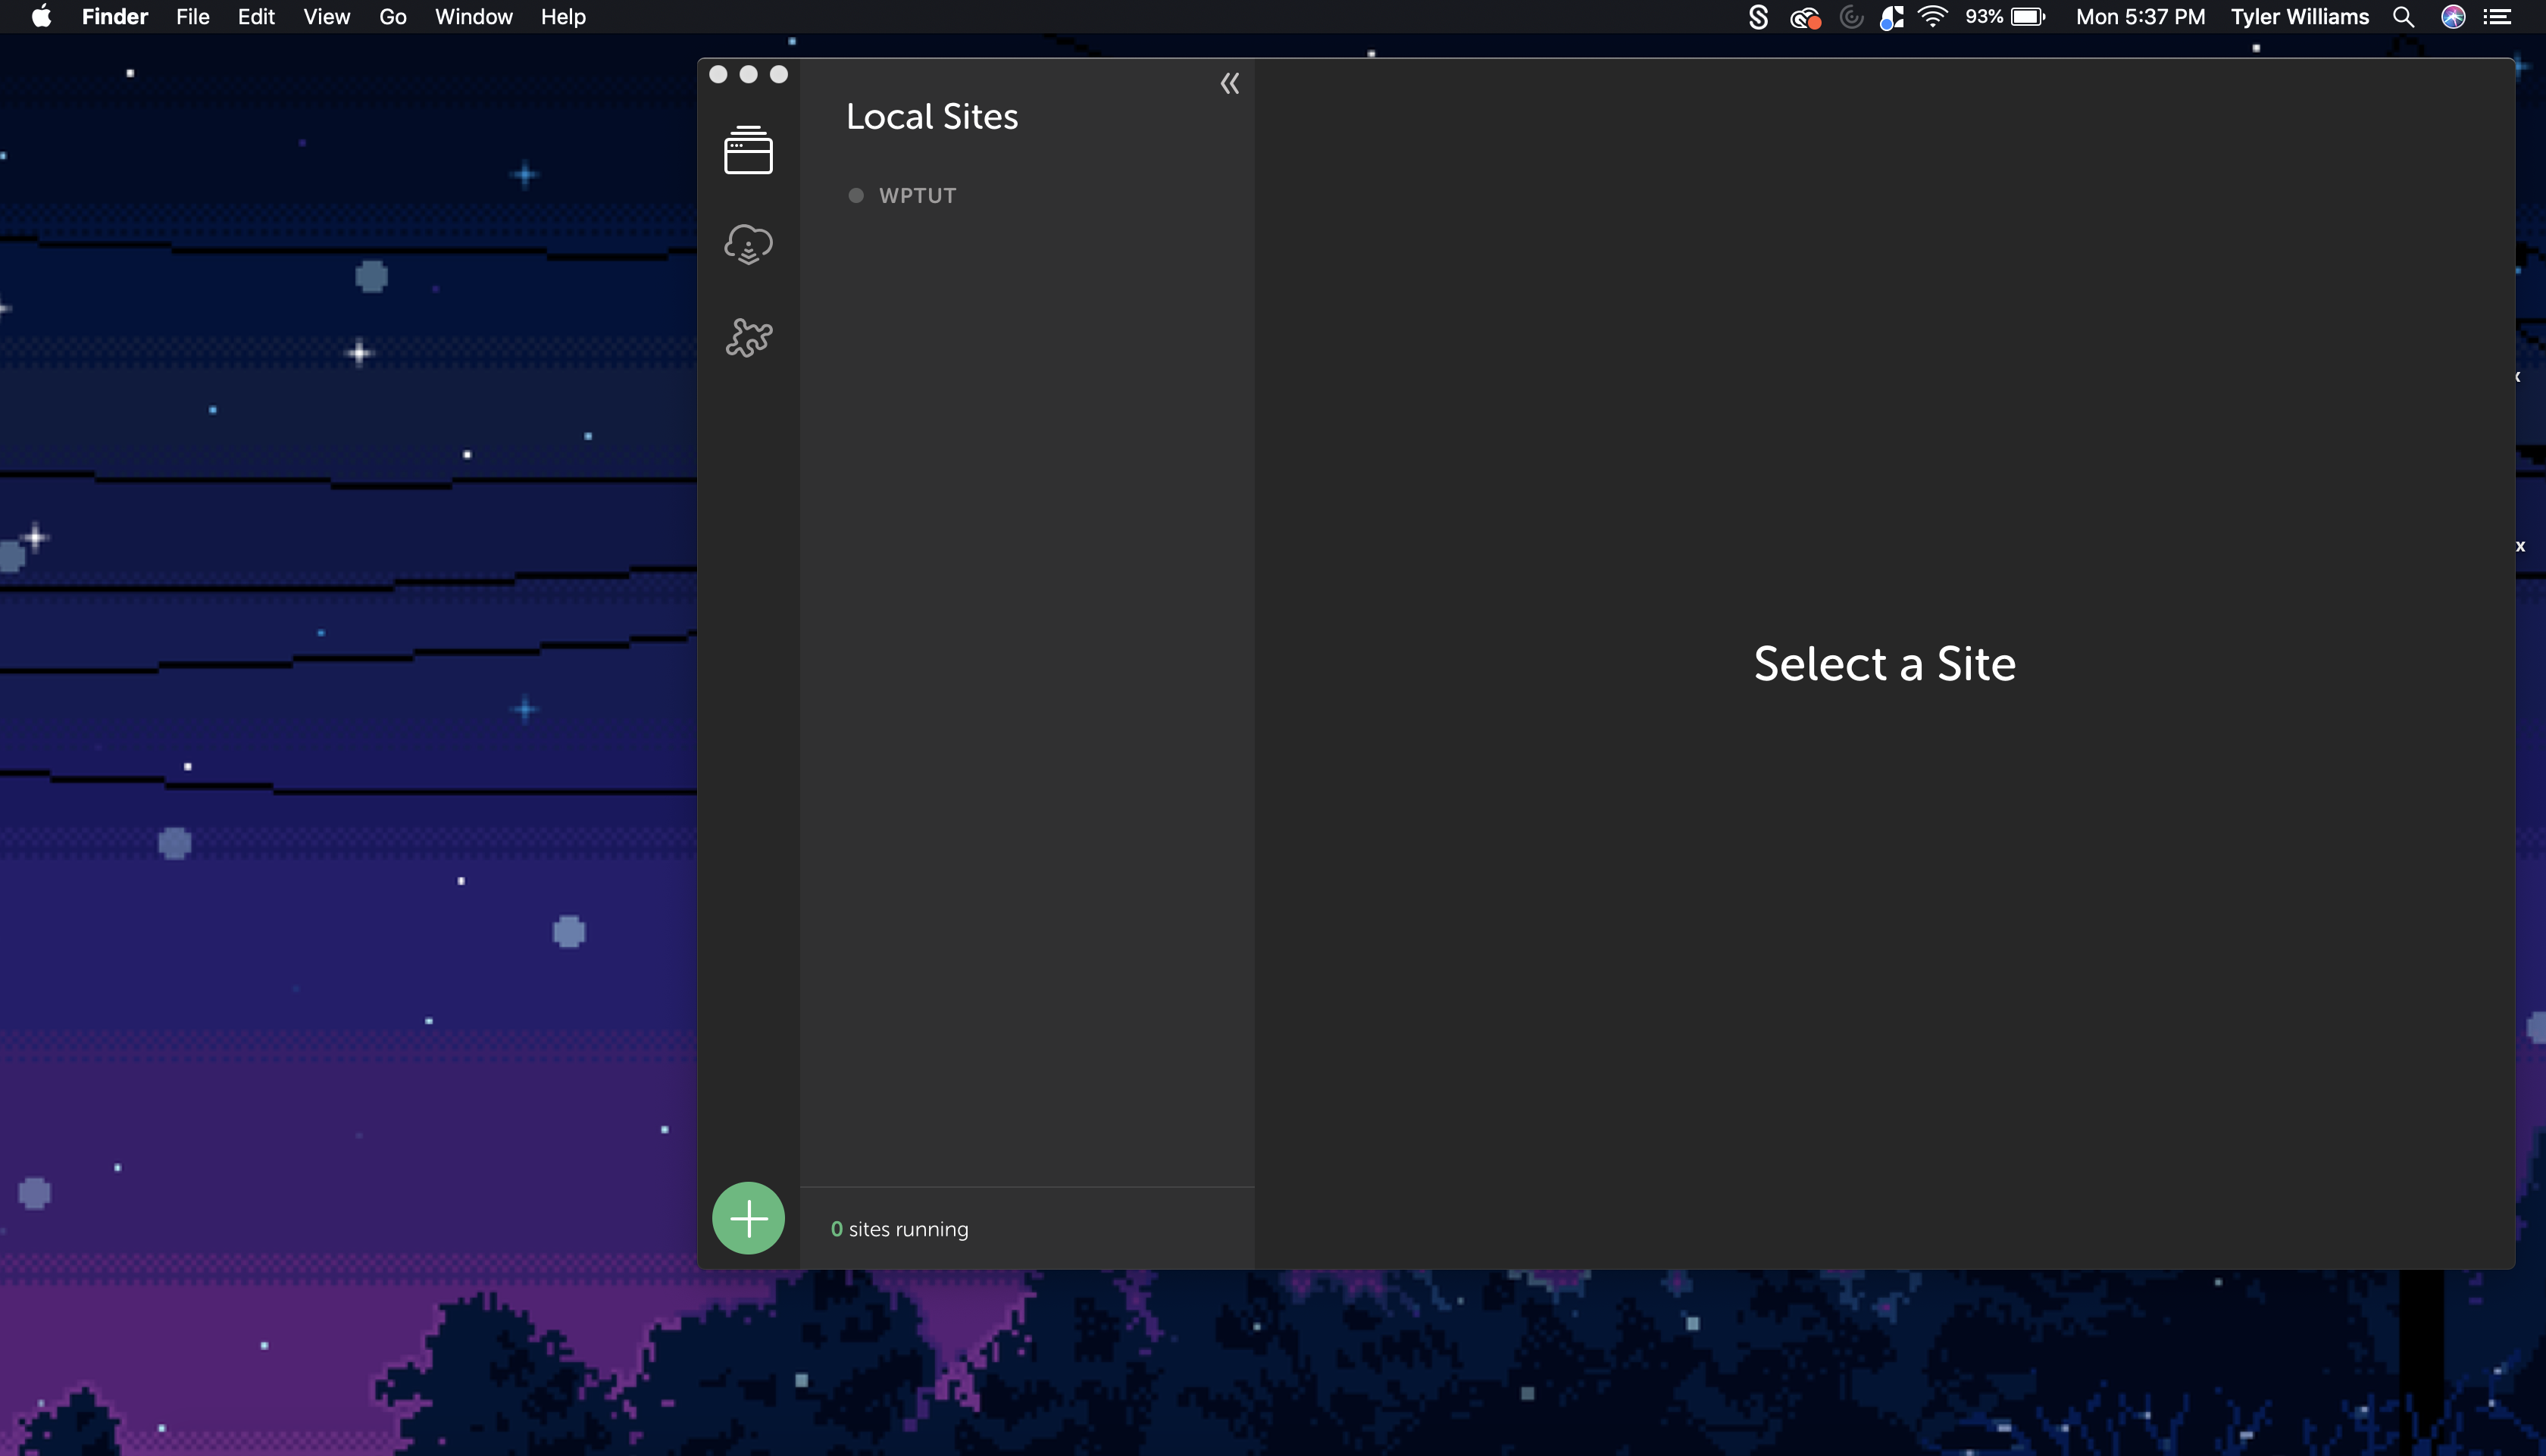 Finder File Edit View Go Window Help 93% Mon 5:37 PM Tyler Williams
Local Sites
WPTUT
x
Select a Site
0 sites running